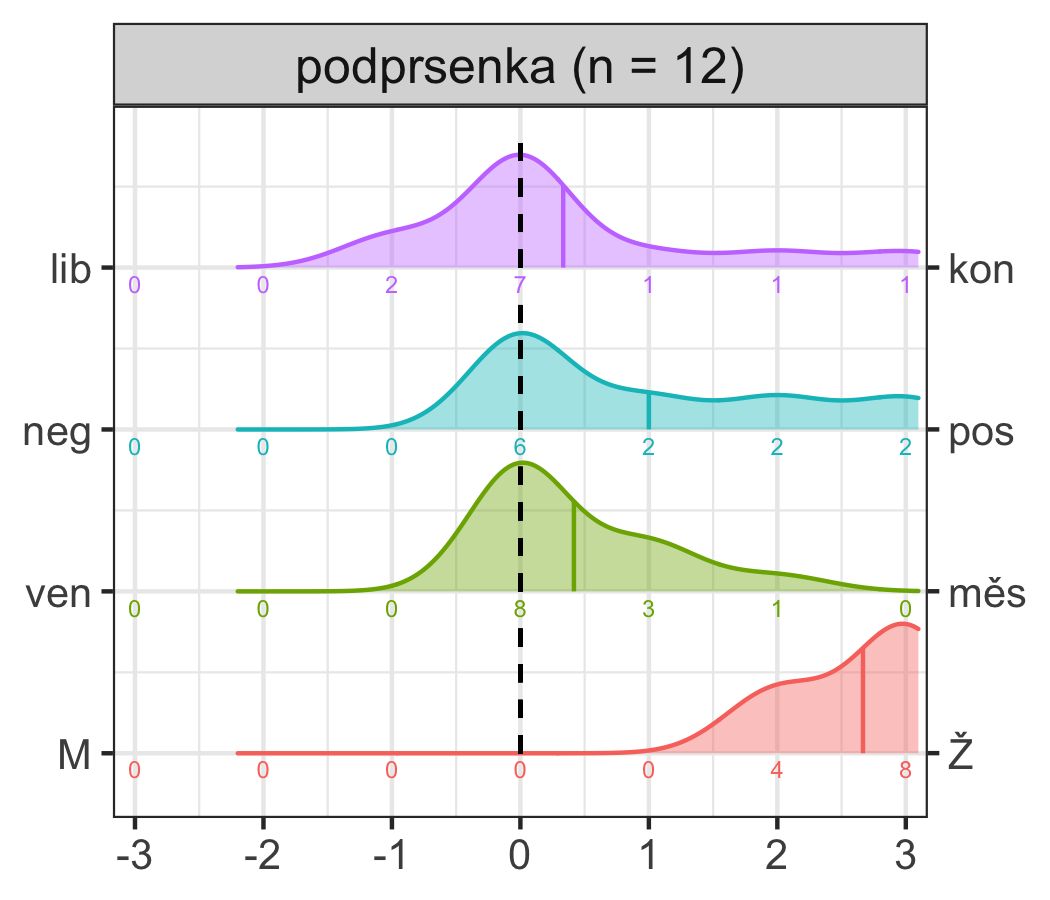 podprsenka (n = 12)
lib kon
0 0 2 7 1 1 1
neg pos
0 0 0 6 2 2 2
ven měs
0 0 0 8 3 1 0
M Ž
0 0 0 0 0 4 8
-3 -2 -1 0 1 2 3